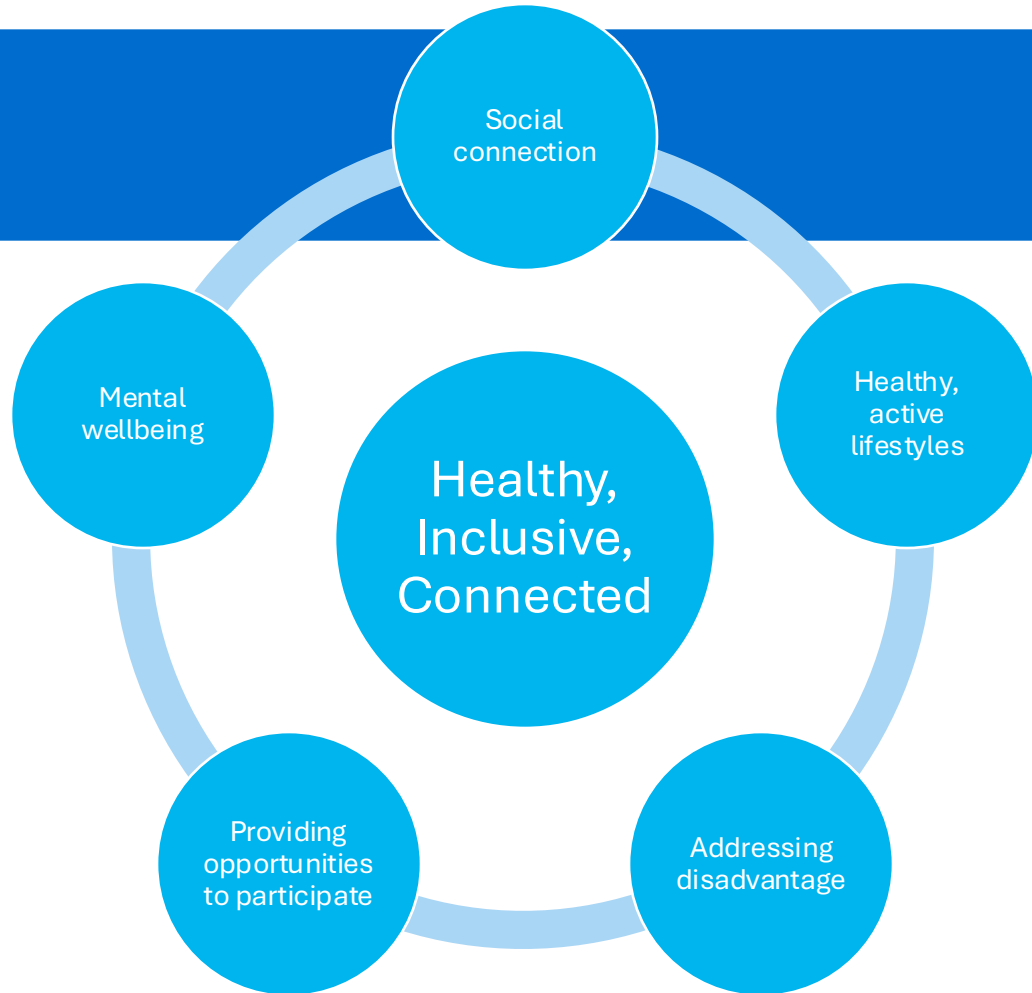 Social
connection
Healthy,
active
lifestyles
Addressing
disadvantage
Providing
opportunities
to participate
Mental
wellbeing
Healthy,
Inclusive,
Connected